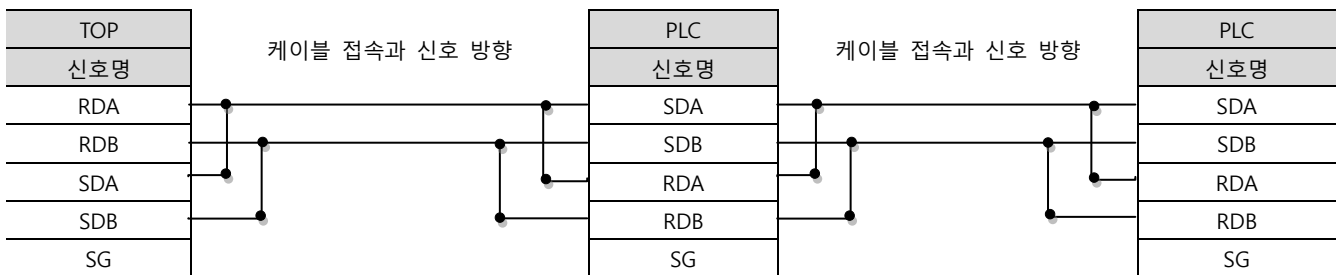 TOP 케이블 접속과 신호 방향 PLC 케이블 접속과 신호 방향 PLC
신호명 신호명 신호명
RDA SDA SDA
RDB SDB SDB
SDA RDA RDA
SDB RDB RDB
SG SG SG